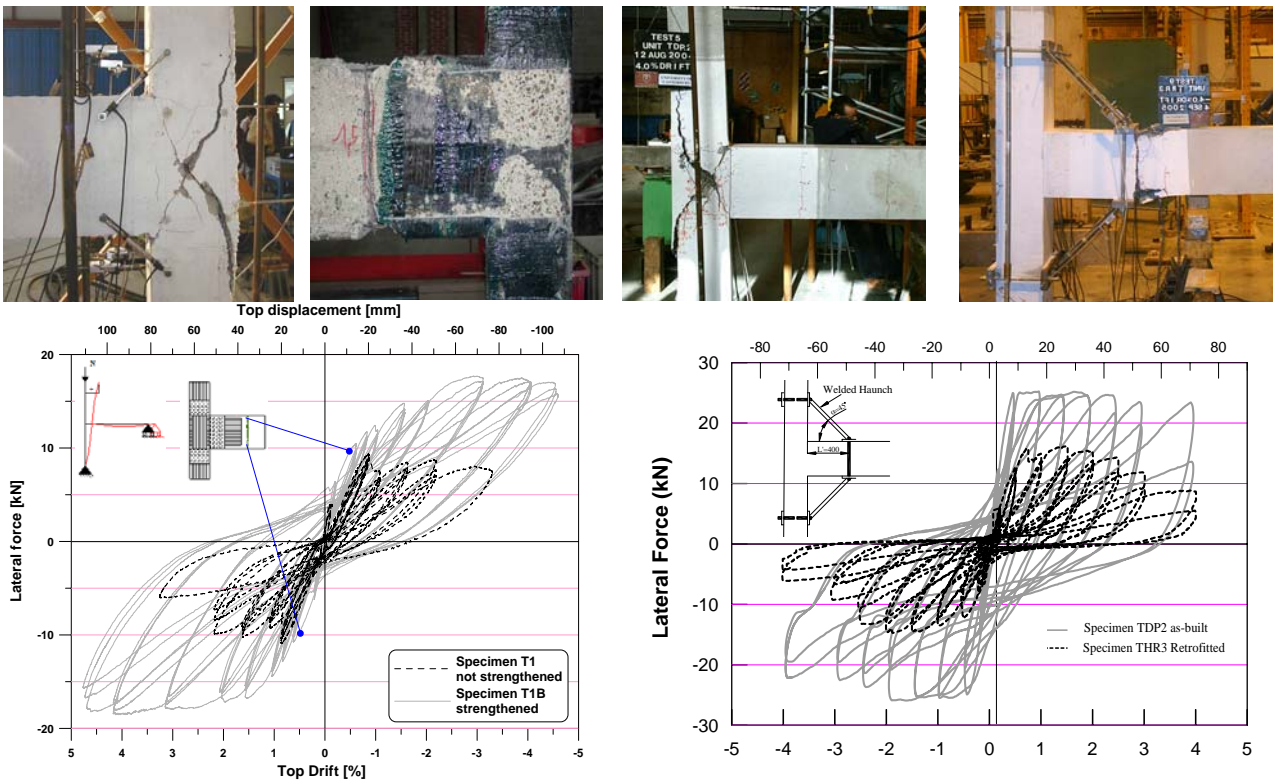 TEST5
UNIT TDP2
12 AUG 200
4.0%DRIFT
Top displacement [mm]
100 80 60 40 20 0 -20 -40 -60 -80 -100
20
10
0
-10
-20
Lateral force [kN]
N
Specimen T1
not strengthened
Specimen T1B
strengthened
5 4 3 2 1 0 -1 -2 -3 -4 -5
Top Drift [%]
-80 -60 -40 -20 0 20 40 60 80
30
20
10
0
-10
-20
-30
Lateral Force (kN)
Welded Haunch
α=45°
L'=400
Specimen TDP2 as-built
Specimen THR3 Retrofitted
-5 -4 -3 -2 -1 0 1 2 3 4 5